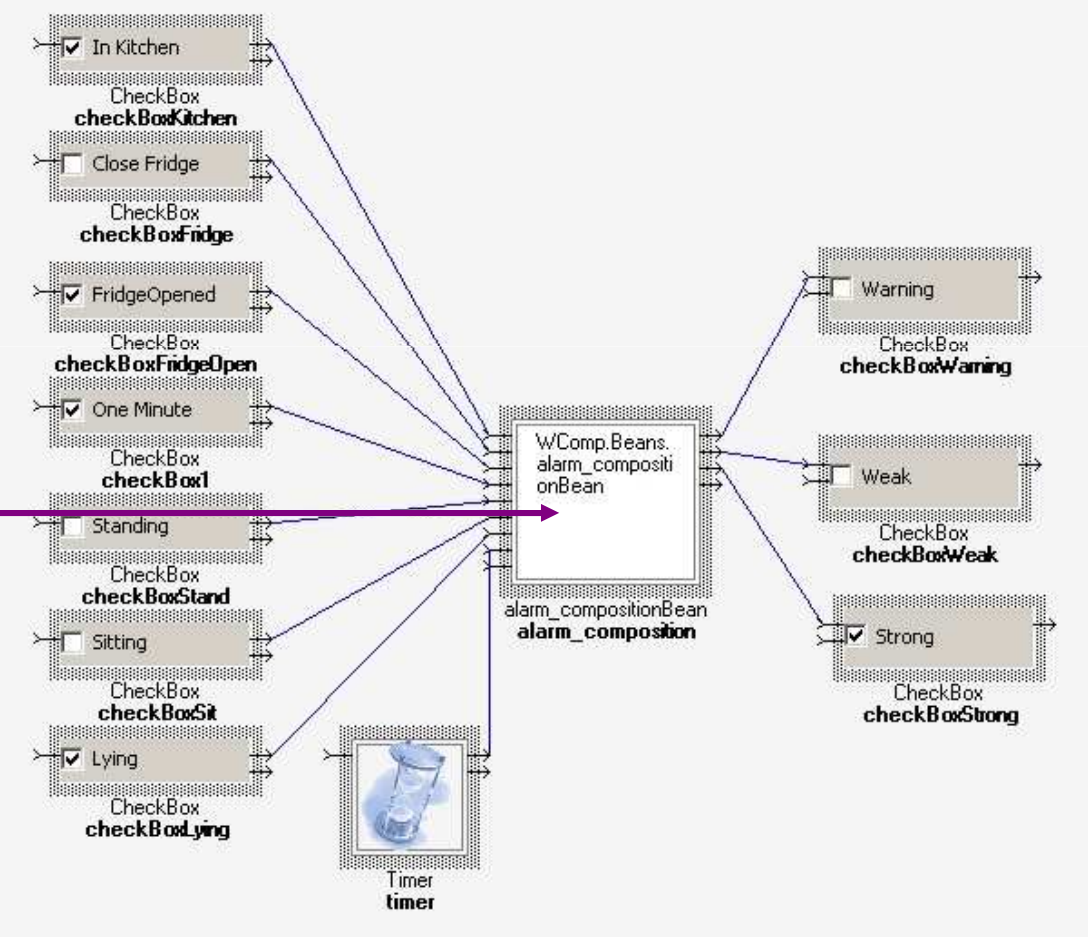 In Kitchen
CheckBox
checkBoxKitchen
Close Fridge
CheckBox
checkBoxFridge
FridgeOpened
CheckBox
checkBoxFridgeOpen
One Minute
CheckBox
checkBox1
Standing
CheckBox
checkBoxStand
Sitting
CheckBox
checkBoxSit
Lying
CheckBox
checkBoxLying
Timer
timer
WComp.Beans.
alarm_compositi
onBean
alarm_compositionBean
alarm_composition
Warning
CheckBox
checkBoxWarning
Weak
CheckBox
checkBoxWeak
Strong
CheckBox
checkBoxStrong